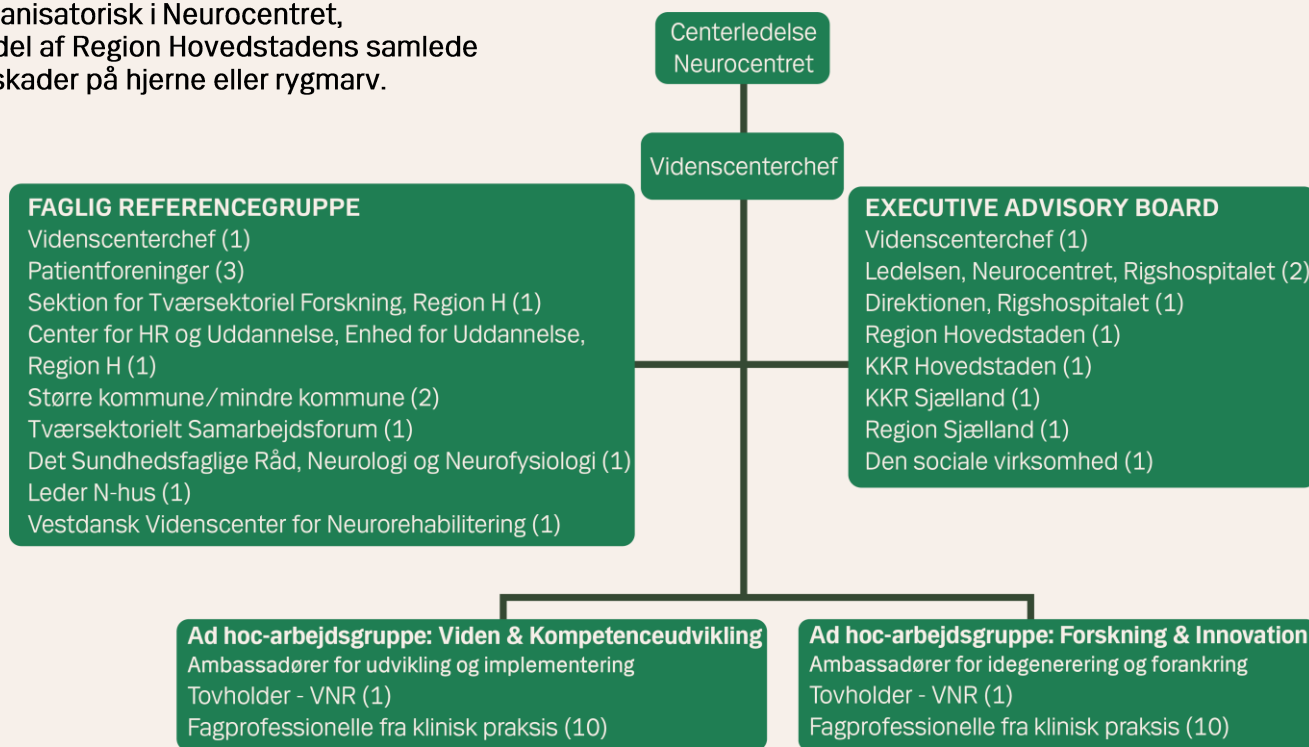 anisatorisk i Neurocentret,
del af Region Hovedstadens samlede
skader på hjerne eller rygmarv.
Centerledelse
Neurocentret
Videnscenterchef
FAGLIG REFERENCEGRUPPE
Videnscenterchef (1)
Patientforeninger (3)
Sektion for Tværsektoriel Forskning, Region H (1)
Center for HR og Uddannelse, Enhed for Uddannelse,
Region H (1)
Større kommune/mindre kommune (2)
Tværsektorielt Samarbejdsforum (1)
Det Sundhedsfaglige Råd, Neurologi og Neurofysiologi (1)
Leder N-hus (1)
Vestdansk Videnscenter for Neurorehabilitering (1)
EXECUTIVE ADVISORY BOARD
Videnscenterchef (1)
Ledelsen, Neurocentret, Rigshospitalet (2)
Direktionen, Rigshospitalet (1)
Region Hovedstaden (1)
KKR Hovedstaden (1)
KKR Sjælland (1)
Region Sjælland (1)
Den sociale virksomhed (1)
Ad hoc-arbejdsgruppe: Viden & Kompetenceudvikling
Ambassadører for udvikling og implementering
Tovholder - VNR (1)
Fagprofessionelle fra klinisk praksis (10)
Ad hoc-arbejdsgruppe: Forskning & Innovation
Ambassadører for idegenerering og forankring
Tovholder - VNR (1)
Fagprofessionelle fra klinisk praksis (10)